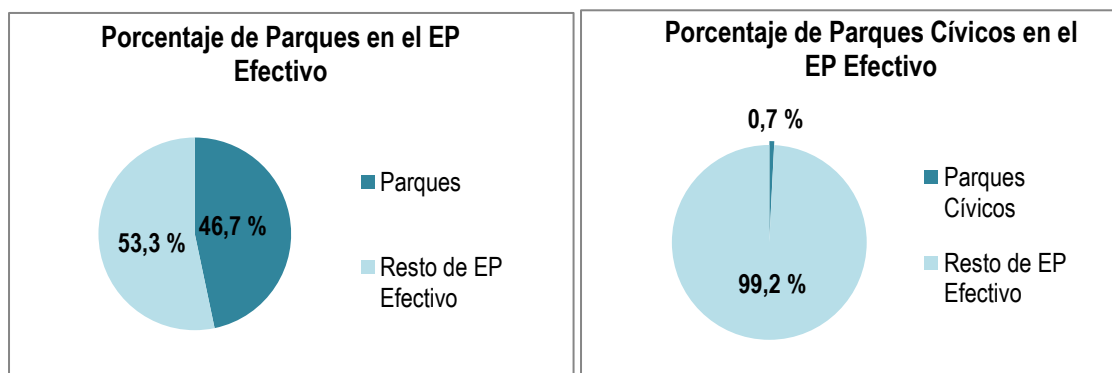 Porcentaje de Parques en el EP
Efectivo
53,3 %
46,7 %
Parques
Resto de EP
Efectivo
Porcentaje de Parques Cívicos en el
EP Efectivo
0,7 %
99,2 %
Parques
Cívicos
Resto de EP
Efectivo